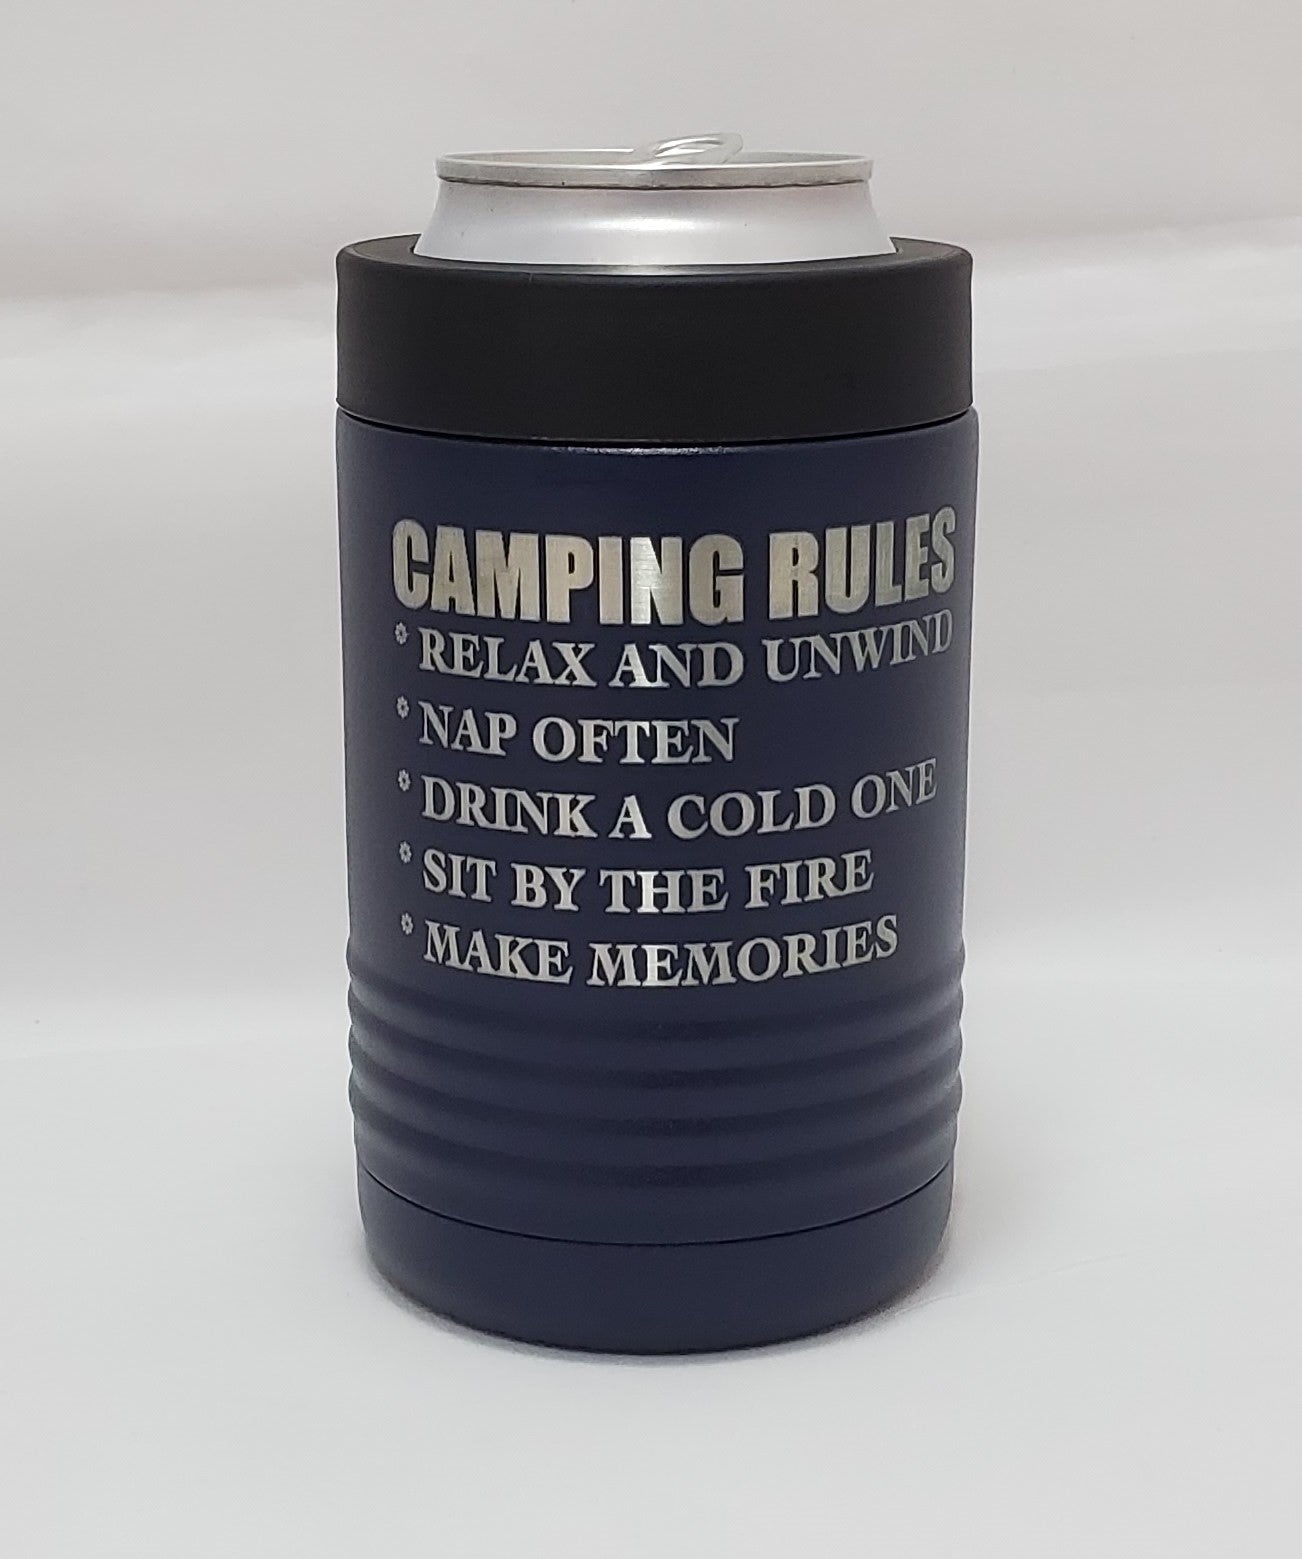 CAMPING RULES
* RELAX AND UNWIND
* NAP OFTEN
* DRINK A COLD ONE
* SIT BY THE FIRE
* MAKE MEMORIES